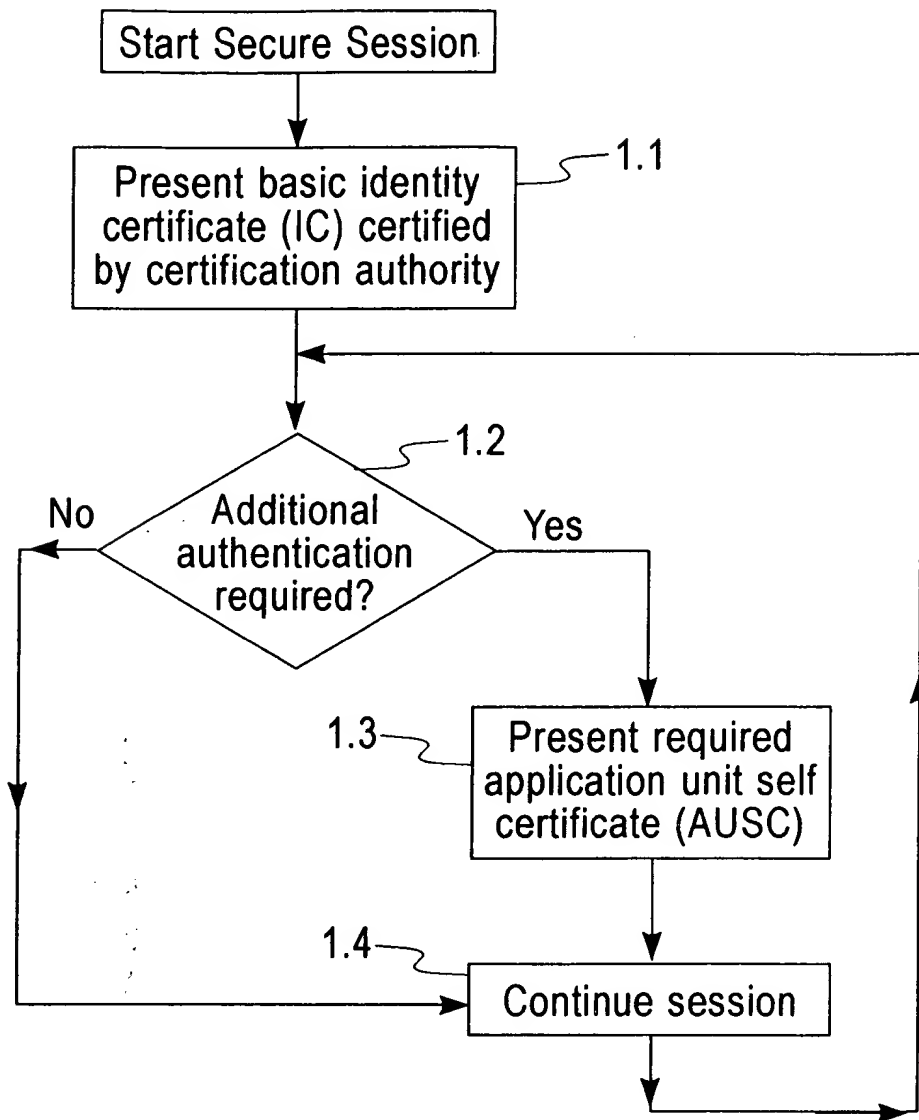 Start Secure Session
1.1
Present basic identity
certificate (IC) certified
by certification authority
1.2
No
Additional
authentication
required?
Yes
1.3
Present required
application unit self
certificate (AUSC)
1.4
Continue session